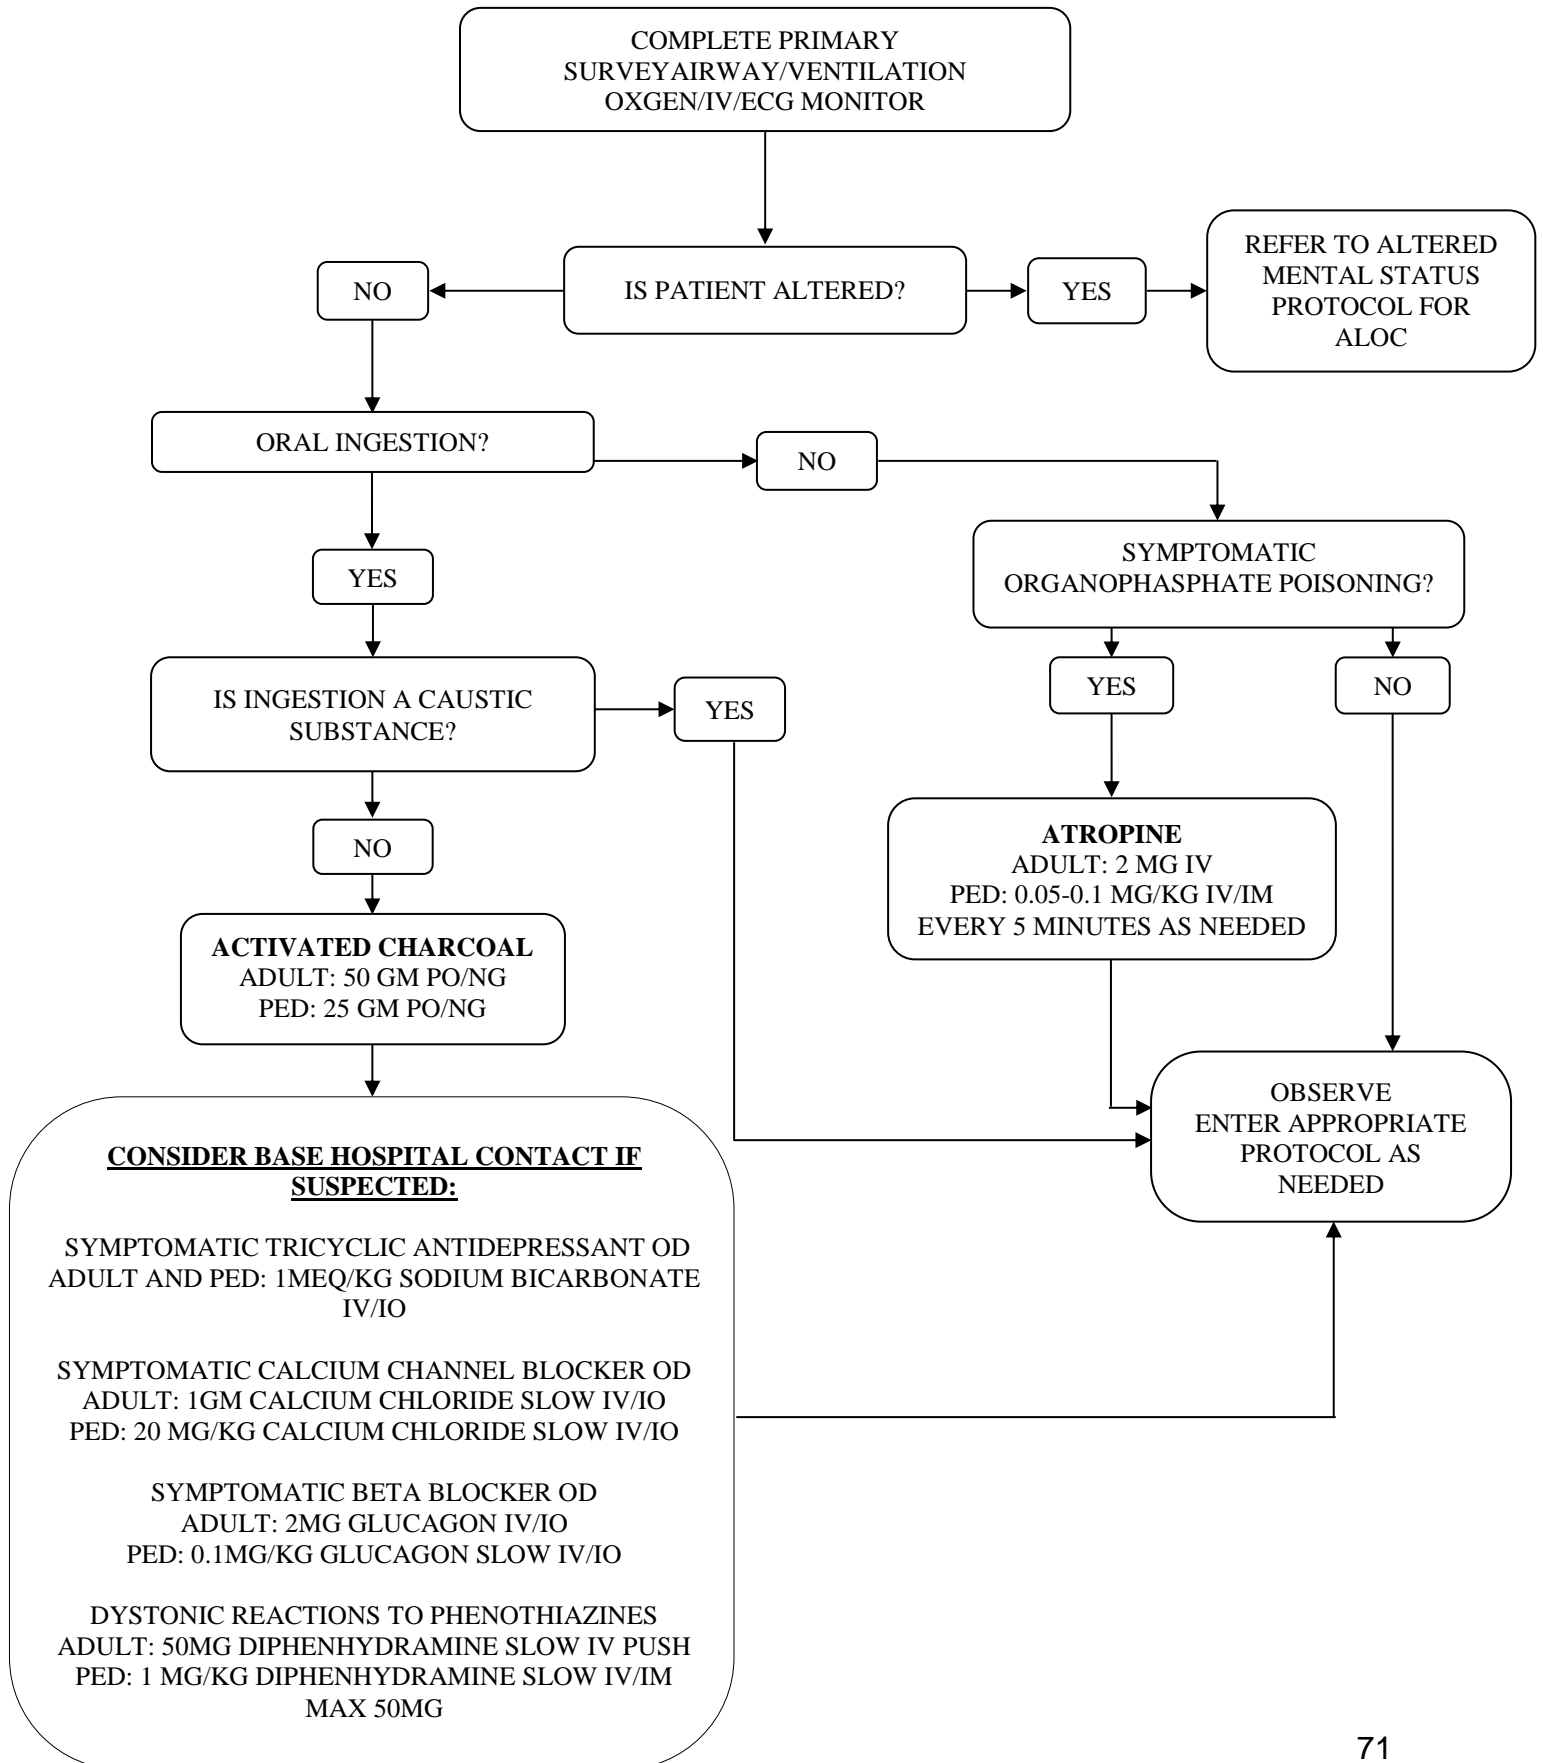 COMPLETE PRIMARY
SURVEYAIRWAY/VENTILATION
OXGEN/IV/ECG MONITOR
NO
IS PATIENT ALTERED?
YES
REFER TO ALTERED
MENTAL STATUS
PROTOCOL FOR
ALOC
ORAL INGESTION?
NO
SYMPTOMATIC
ORGANOPHASPHATE POISONING?
YES
YES
NO
IS INGESTION A CAUSTIC
SUBSTANCE?
YES
NO
ATROPINE
ADULT: 2 MG IV
PED: 0.05-0.1 MG/KG IV/IM
EVERY 5 MINUTES AS NEEDED
ACTIVATED CHARCOAL
ADULT: 50 GM PO/NG
PED: 25 GM PO/NG
OBSERVE
ENTER APPROPRIATE
PROTOCOL AS
NEEDED
CONSIDER BASE HOSPITAL CONTACT IF
SUSPECTED:
SYMPTOMATIC TRICYCLIC ANTIDEPRESSANT OD
ADULT AND PED: 1MEQ/KG SODIUM BICARBONATE
IV/IO
SYMPTOMATIC CALCIUM CHANNEL BLOCKER OD
ADULT: 1GM CALCIUM CHLORIDE SLOW IV/IO
PED: 20 MG/KG CALCIUM CHLORIDE SLOW IV/IO
SYMPTOMATIC BETA BLOCKER OD
ADULT: 2MG GLUCAGON IV/IO
PED: 0.1MG/KG GLUCAGON SLOW IV/IO
DYSTONIC REACTIONS TO PHENOTHIAZINES
ADULT: 50MG DIPHENHYDRAMINE SLOW IV PUSH
PED: 1 MG/KG DIPHENHYDRAMINE SLOW IV/IM
MAX 50MG
71